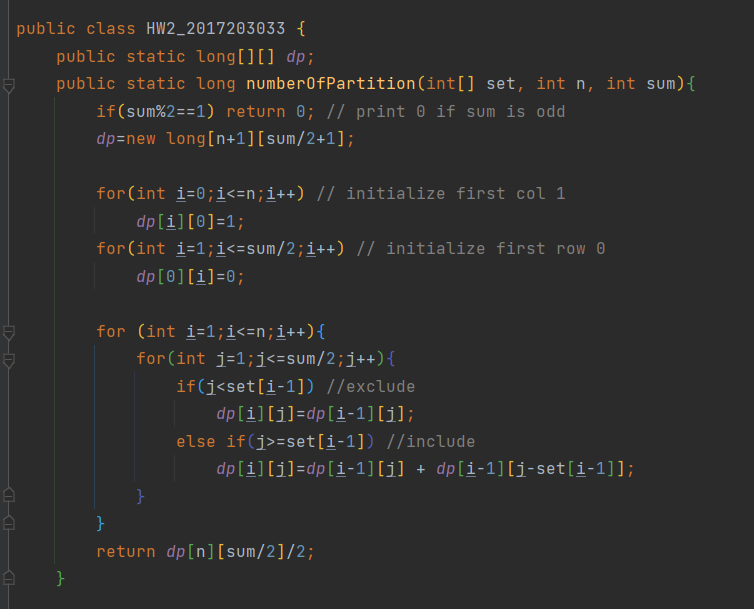 public class HW2_2017203033 {
    public static long[][] dp;
    public static long numberOfPartition(int[] set, int n, int sum){
        if(sum%2==1) return 0; // print 0 if sum is odd
        dp=new long[n+1][sum/2+1];
        for(int i=0;i<=n;i++) // initialize first col 1
            dp[i][0]=1;
        for(int i=1;i<=sum/2;i++) // initialize first row 0
            dp[0][i]=0;
        for (int i=1;i<=n;i++){
            for(int j=1;j<=sum/2;j++){
                if(j<set[i-1]) //exclude
                    dp[i][j]=dp[i-1][j];
                else if(j>=set[i-1]) //include
                    dp[i][j]=dp[i-1][j] + dp[i-1][j-set[i-1]];
            }
        }
        return dp[n][sum/2]/2;
    }